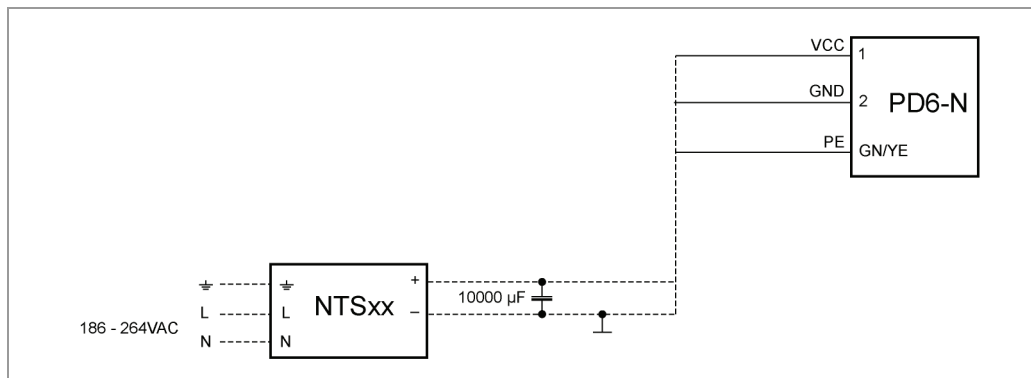 VCC 1
GND 2
PD6-N
PE GN/YE
+
10000 µF
NTSxx
L L
–
186 - 264VAC
N N